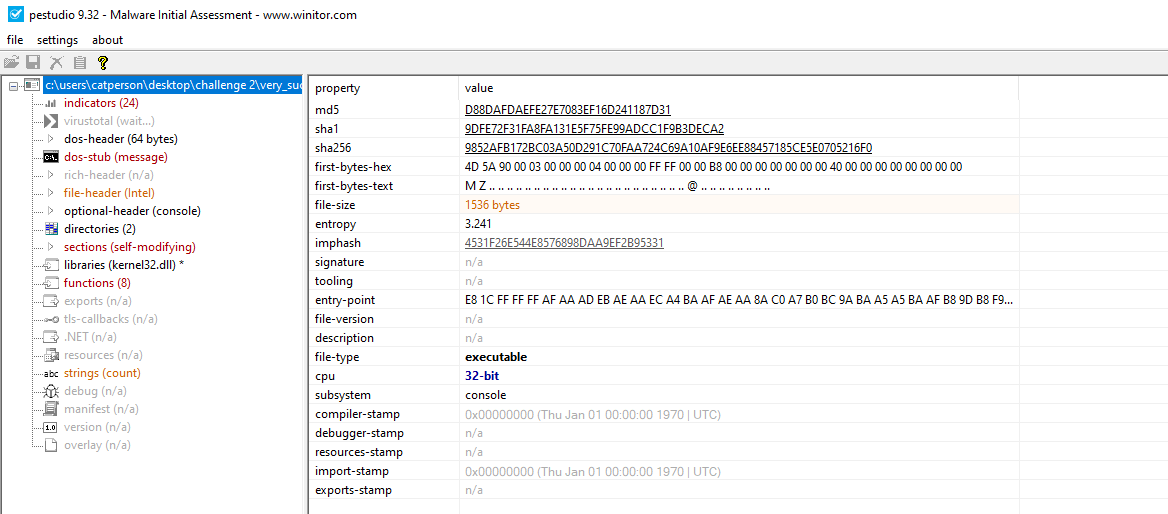 pestudio 9.32 - Malware Initial Assessment - www.winitor.com
file settings about
c:\users\catperson\desktop\challenge 2\very_suc
indicators (24)
virustotal (wait...)
dos-header (64 bytes)
dos-stub (message)
rich-header (n/a)
file-header (Intel)
optional-header (console)
directories (2)
sections (self-modifying)
libraries (kernel32.dll) *
functions (8)
exports (n/a)
tls-callbacks (n/a)
.NET (n/a)
resources (n/a)
abc strings (count)
debug (n/a)
manifest (n/a)
1.0 version (n/a)
overlay (n/a)
property value
md5 D88DAFDAEFE27E7083EF16D241187D31
sha1 9DFE72F31FA8FA131E5F75FE99ADCC1F9B3DECA2
sha256 9852AFB172BC03A50D291C70FAA724C69A10AF9E6EE88457185CE5E0705216F0
first-bytes-hex 4D 5A 90 00 03 00 00 00 04 00 00 00 FF FF 00 00 B8 00 00 00 00 00 00 00 40 00 00 00 00 00 00 00
first-bytes-text M Z .. .. .. .. .. .. .. .. .. .. .. .. .. .. .. .. .. .. .. .. .. .. @ .. .. .. .. .. .. ..
file-size 1536 bytes
entropy 3.241
imphash 4531F26E544E8576898DAA9EF2B95331
signature n/a
tooling n/a
entry-point E8 1C FF FF FF AF AA AD EB AE AA EC A4 BA AF AE AA 8A C0 A7 B0 BC 9A BA A5 A5 BA AF B8 9D B8 F9...
file-version n/a
description n/a
file-type executable
cpu 32-bit
subsystem console
compiler-stamp 0x00000000 (Thu Jan 01 00:00:00 1970 | UTC)
debugger-stamp n/a
resources-stamp n/a
import-stamp 0x00000000 (Thu Jan 01 00:00:00 1970 | UTC)
exports-stamp n/a